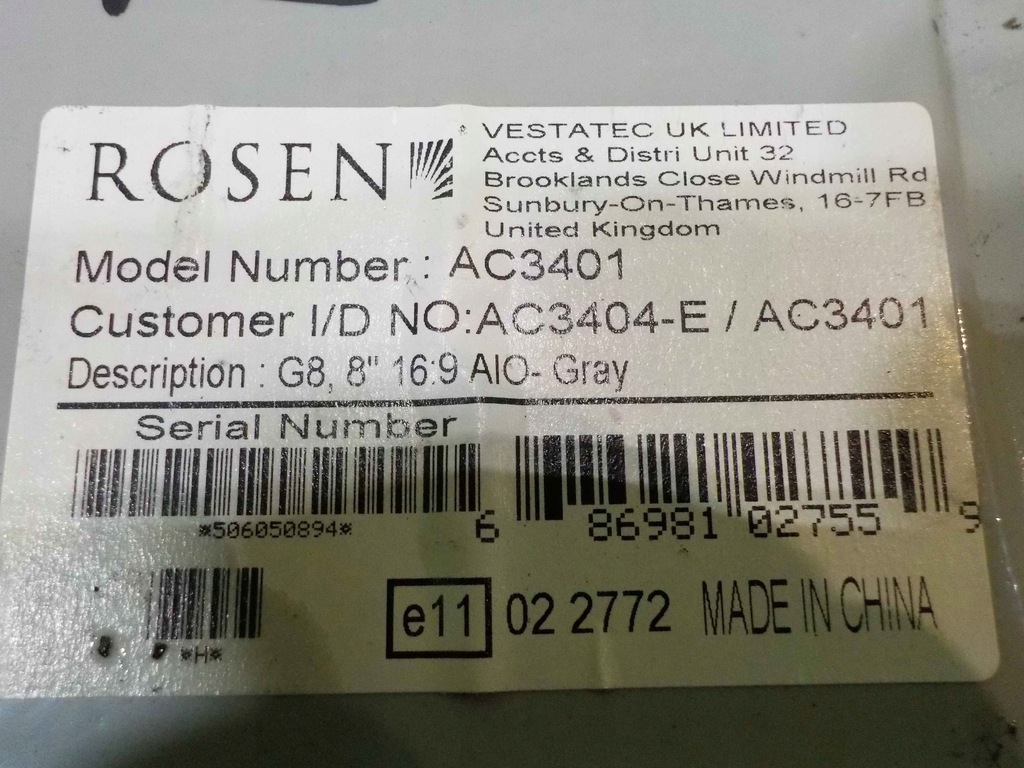 ROSEN
VESTATEC UK LIMITED
Accts & Distri Unit 32
Brooklands Close Windmill Rd
Sunbury-On-Thames, 16-7FB
United Kingdom
Model Number : AC3401
Customer I/D NO:AC3404-E / AC3401
Description : G8, 8" 16:9 AIO- Gray
Serial Number
*506050894*
6 86981 02755 9
*H*
e11 02 2772 MADE IN CHINA